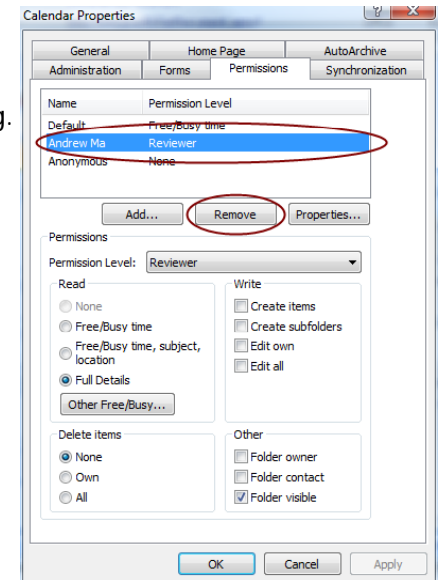 Calendar Properties
General Home Page AutoArchive
Administration Forms Permissions Synchronization
g.
Name Permission Level
Default Free/Busy time
Andrew Ma Reviewer
Anonymous None
Add... Remove Properties...
Permissions
Permission Level: Reviewer
Read Write
None Create items
Free/Busy time Create subfolders
Free/Busy time, subject, Edit own
location Edit all
Full Details
Other Free/Busy...
Delete items Other
None Folder owner
Own Folder contact
All Folder visible
OK Cancel Apply